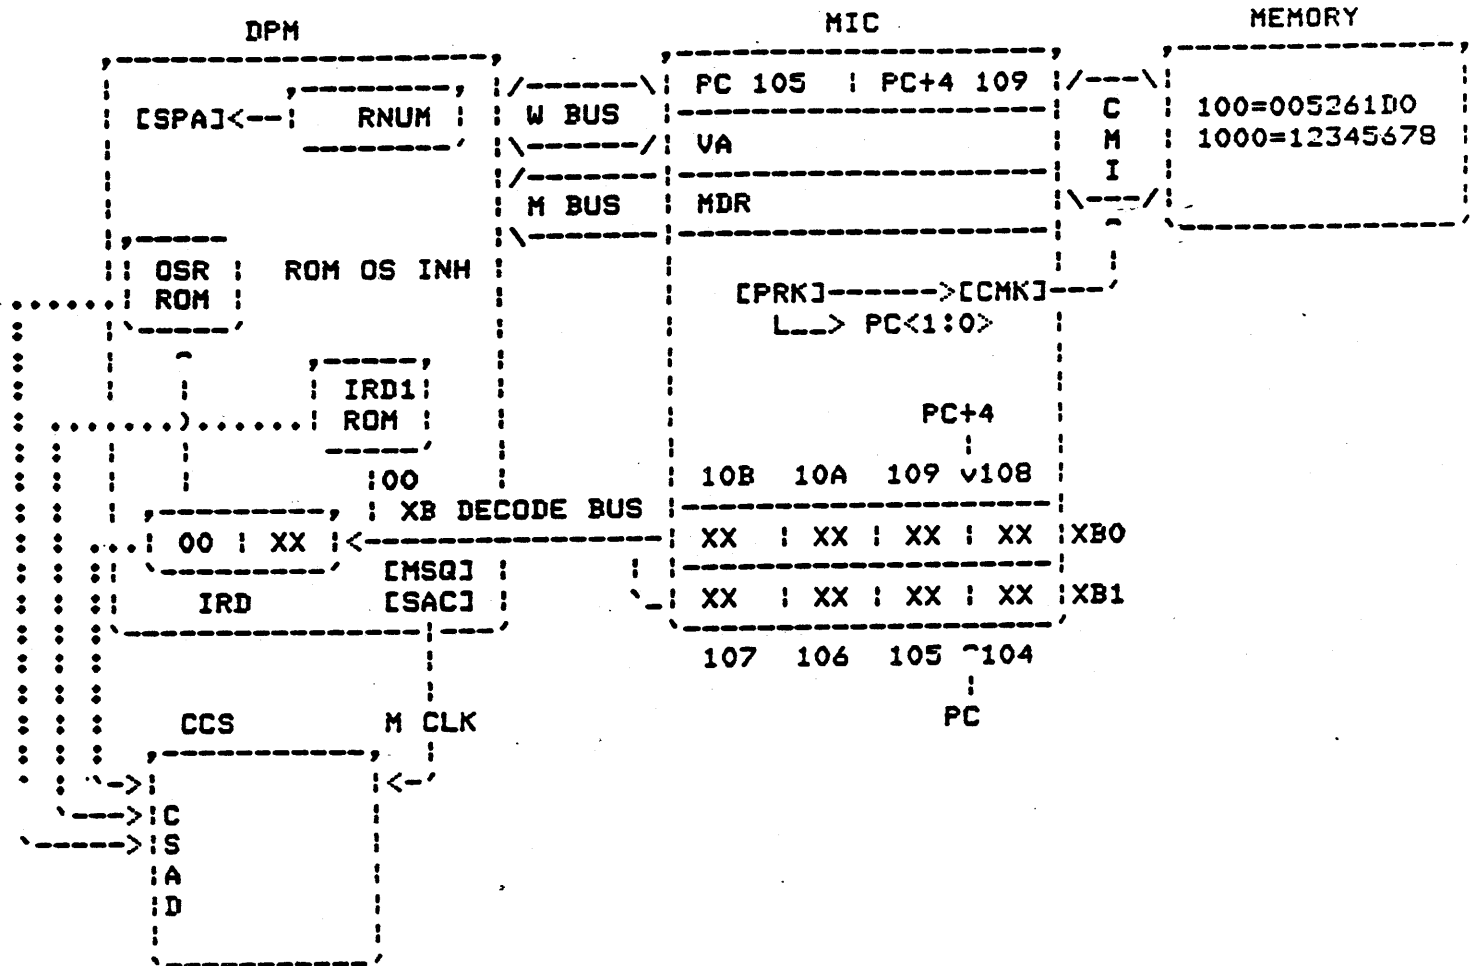 DPM MIC MEMORY
PC 105 | PC+4 109
[SPA]<--| RNUM | W BUS C 100=005261D0
VA M 1000=12345678
I
M BUS MDR
OSR ROM OS INH
ROM [PRK]------>[CMK]
L__> PC<1:0>
IRD1
ROM PC+4
00 10B 10A 109 v108
XB DECODE BUS
00 | XX XX | XX | XX | XX |XB0
[MSQ]
IRD [SAC] XX | XX | XX | XX |XB1
107 106 105 ^104
CCS M CLK PC
C
S
A
D